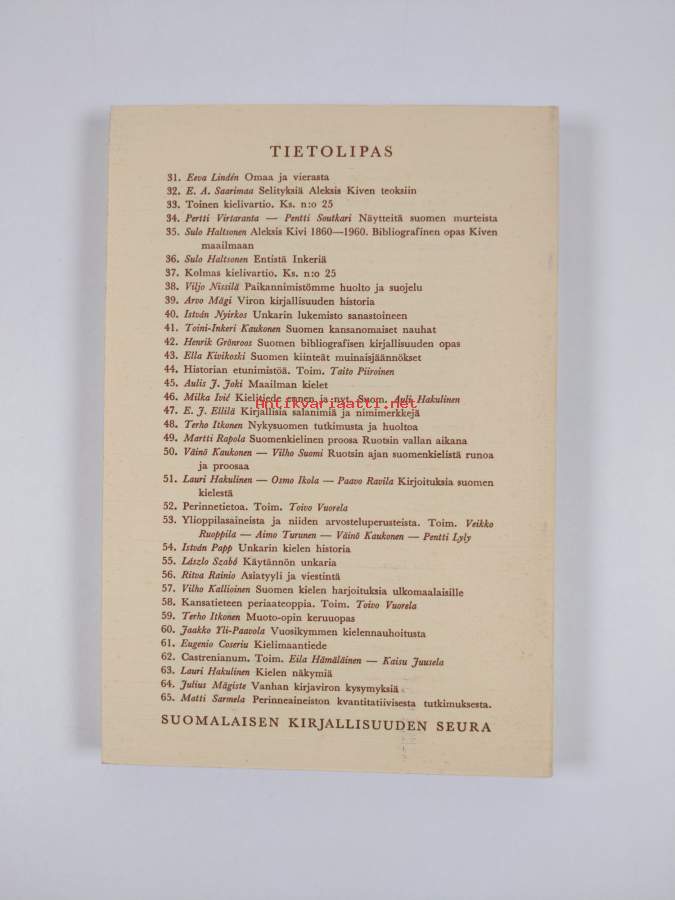 TIETOLIPAS
31. Eeva Lindén Omaa ja vierasta
32. E. A. Saarimaa Selityksiä Aleksis Kiven teoksiin
33. Toinen kielivartio. Ks. n:o 25
34. Pertti Virtaranta — Pentti Soutkari Näytteitä suomen murteista
35. Sulo Haltsonen Aleksis Kivi 1860—1960. Bibliografinen opas Kiven
maailmaan
36. Sulo Haltsonen Entistä Inkeriä
37. Kolmas kielivartio. Ks. n:o 25
38. Viljo Nissilä Paikannimistömme huolto ja suojelu
39. Arvo Mägi Viron kirjallisuuden historia
40. István Nyirkos Unkarin lukemisto sanastoineen
41. Toini-Inkeri Kaukonen Suomen kansanomaiset nauhat
42. Henrik Grönroos Suomen bibliografisen kirjallisuuden opas
43. Ella Kivikoski Suomen kiinteät muinaisjäännökset
44. Historian etunimistöä. Toim. Taito Piiroinen
45. Aulis J. Joki Maailman kielet
46. Milka Ivić Kielitiede ennen ja nyt. Suom. Auli Hakulinen
Antikvariaatti.net
47. E. J. Ellilä Kirjallisia salanimiä ja nimimerkkejä
48. Terho Itkonen Nykysuomen tutkimusta ja huoltoa
49. Martti Rapola Suomenkielinen proosa Ruotsin vallan aikana
50. Väinö Kaukonen — Vilho Suomi Ruotsin ajan suomenkielistä runoa
ja proosaa
51. Lauri Hakulinen — Osmo Ikola — Paavo Ravila Kirjoituksia suomen
kielestä
52. Perinnetietoa. Toim. Toivo Vuorela
53. Ylioppilasaineista ja niiden arvosteluperusteista. Toim. Veikko
Ruoppila — Aimo Turunen — Väinö Kaukonen — Pentti Lyly
54. István Papp Unkarin kielen historia
55. László Szabó Käytännön unkaria
56. Ritva Rainio Asiatyyli ja viestintä
57. Vilho Kallioinen Suomen kielen harjoituksia ulkomaalaisille
58. Kansatieteen periaateoppia. Toim. Toivo Vuorela
59. Terho Itkonen Muoto-opin keruuopas
60. Jaakko Yli-Paavola Vuosikymmen kielennauhoitusta
61. Eugenio Coseriu Kielimaantiede
62. Castrenianum. Toim. Eila Hämäläinen — Kaisu Juusela
63. Lauri Hakulinen Kielen näkymiä
64. Julius Mägiste Vanhan kirjaviron kysymyksiä
65. Matti Sarmela Perinneaineiston kvantitatiivisesta tutkimuksesta.
SUOMALAISEN KIRJALLISUUDEN SEURA